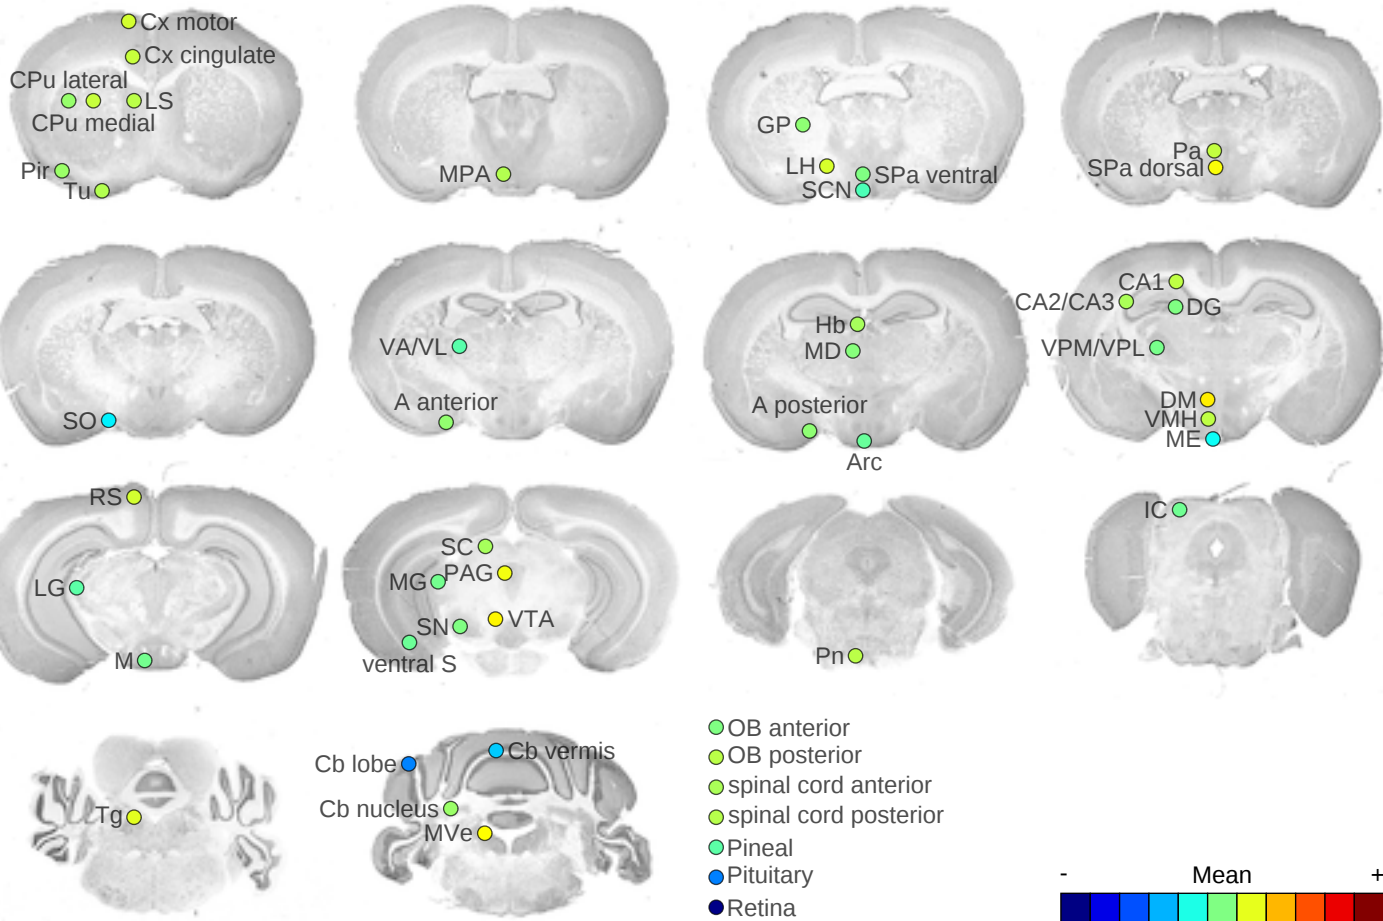 Cx motor
Cx cingulate
CPu lateral
LS
CPu medial
Pir
Tu
MPA
GP
LH
SPa ventral
SCN
Pa
SPa dorsal
SO
VA/VL
A anterior
Hb
MD
A posterior
Arc
CA1
CA2/CA3
DG
VPM/VPL
DM
VMH
ME
RS
LG
M
SC
MG
PAG
SN
VTA
ventral S
Pn
IC
Tg
Cb lobe
Cb vermis
Cb nucleus
MVe
OB anterior
OB posterior
spinal cord anterior
spinal cord posterior
Pineal
Pituitary
Retina
- Mean +